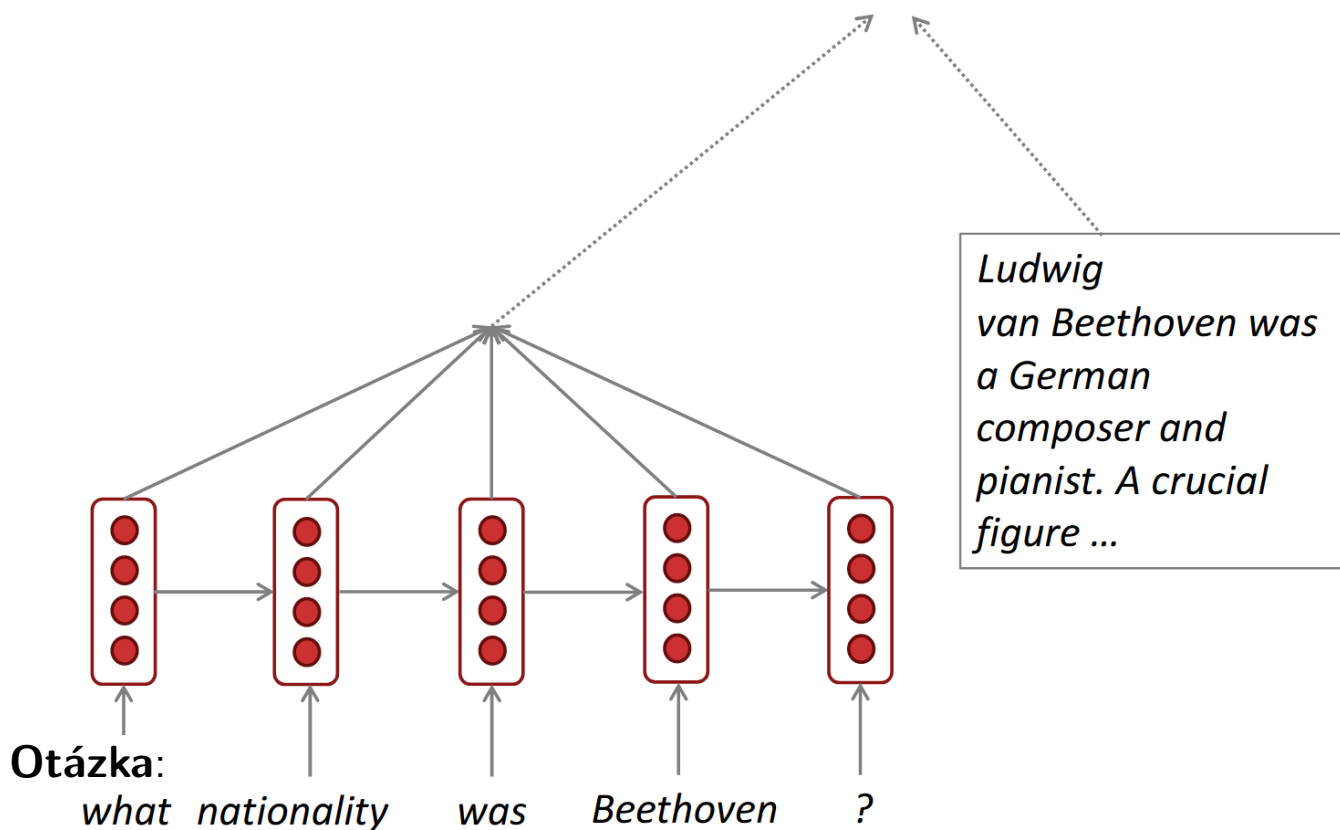 Ludwig
van Beethoven was
a German
composer and
pianist. A crucial
figure ...
Otázka:
what nationality was Beethoven ?